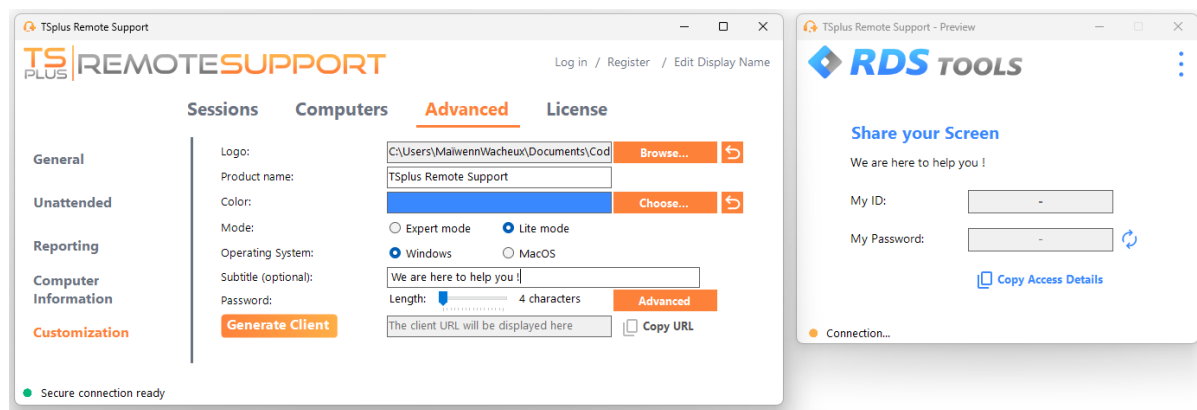 TSplus Remote Support
TS PLUS REMOTESUPPORT
Log in / Register / Edit Display Name
Sessions Computers Advanced License
General
Unattended
Reporting
Computer
Information
Customization
Logo: C:\Users\MaïwennWacheux\Documents\Cod Browse...
Product name: TSplus Remote Support
Color: Choose...
Mode: Expert mode Lite mode
Operating System: Windows MacOS
Subtitle (optional): We are here to help you !
Password: Length: 4 characters Advanced
Generate Client The client URL will be displayed here Copy URL
Secure connection ready
TSplus Remote Support - Preview
RDS TOOLS
Share your Screen
We are here to help you !
My ID: -
My Password: -
Copy Access Details
Connection...